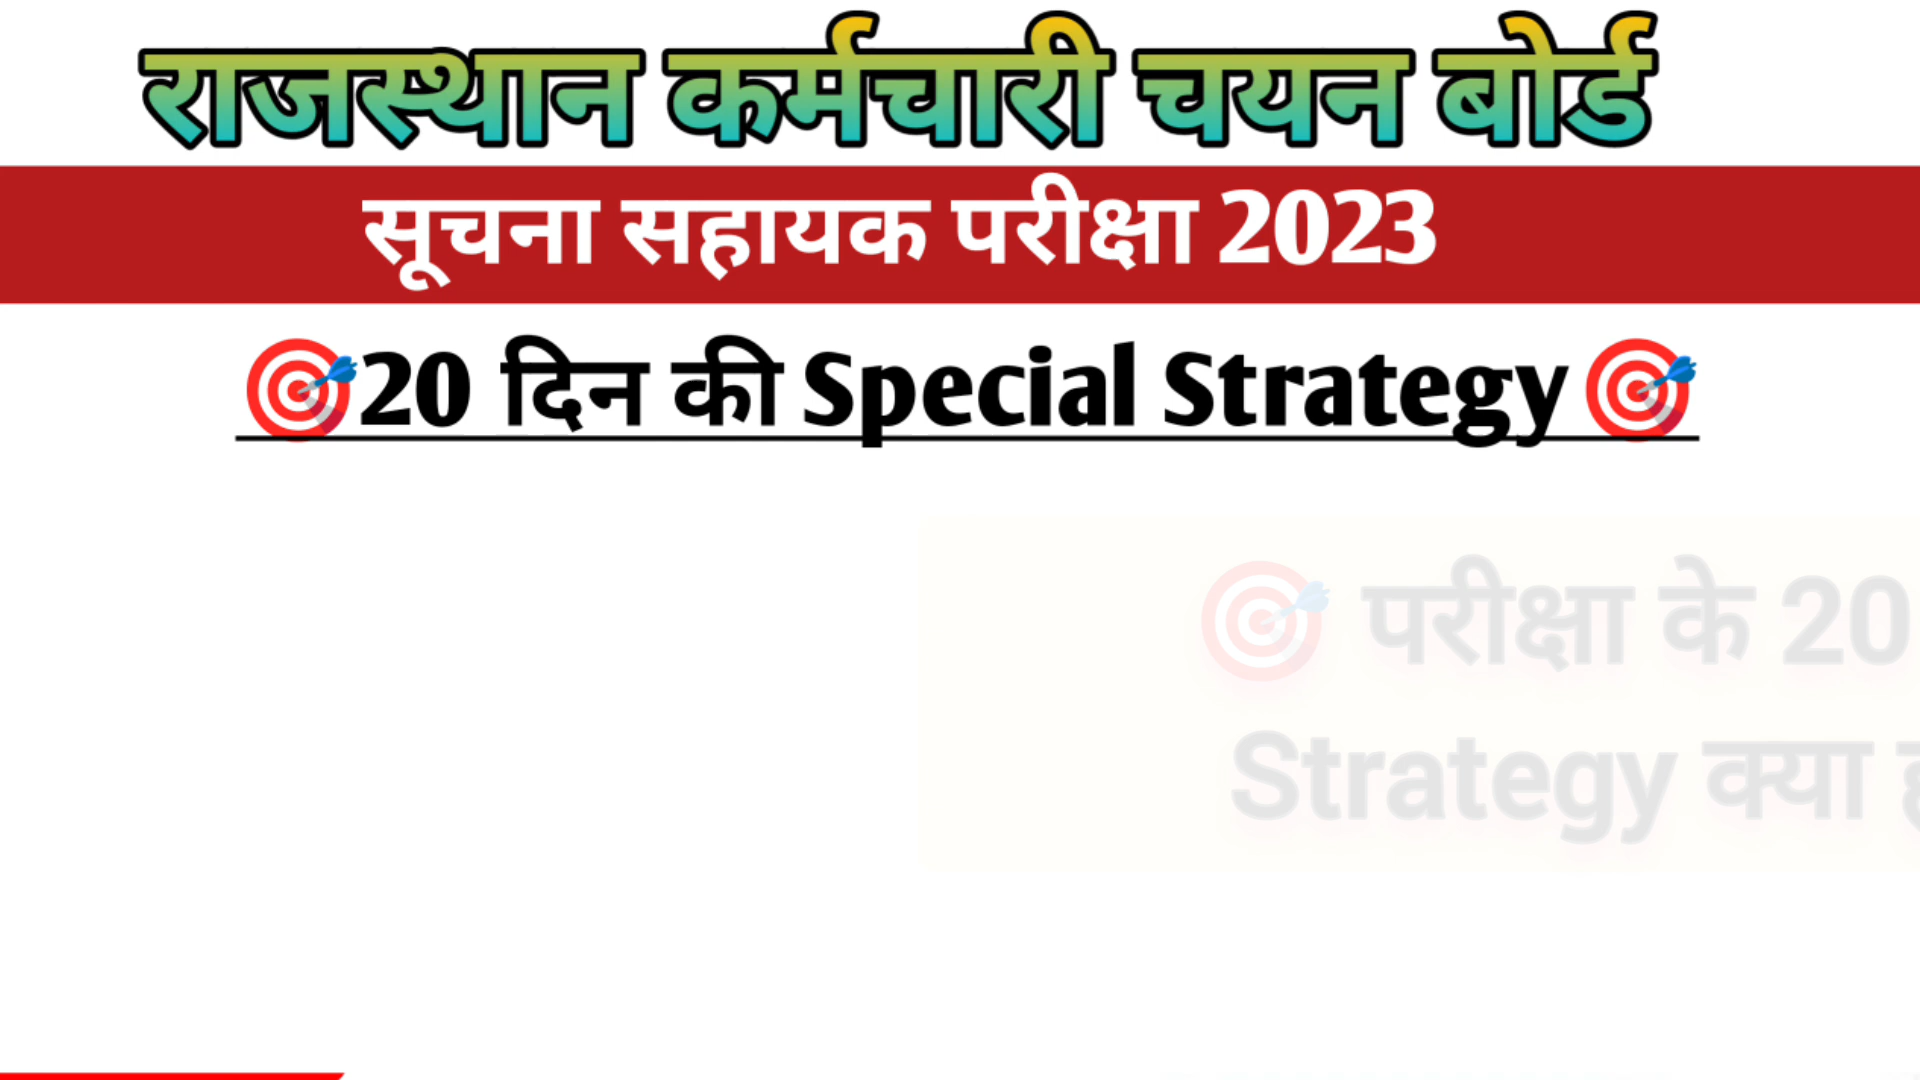 राजस्थान कर्मचारी चयन बोर्ड
सूचना सहायक परीक्षा 2023
🎯20 दिन की Special Strategy🎯
🎯 परीक्षा के 20
Strategy क्या